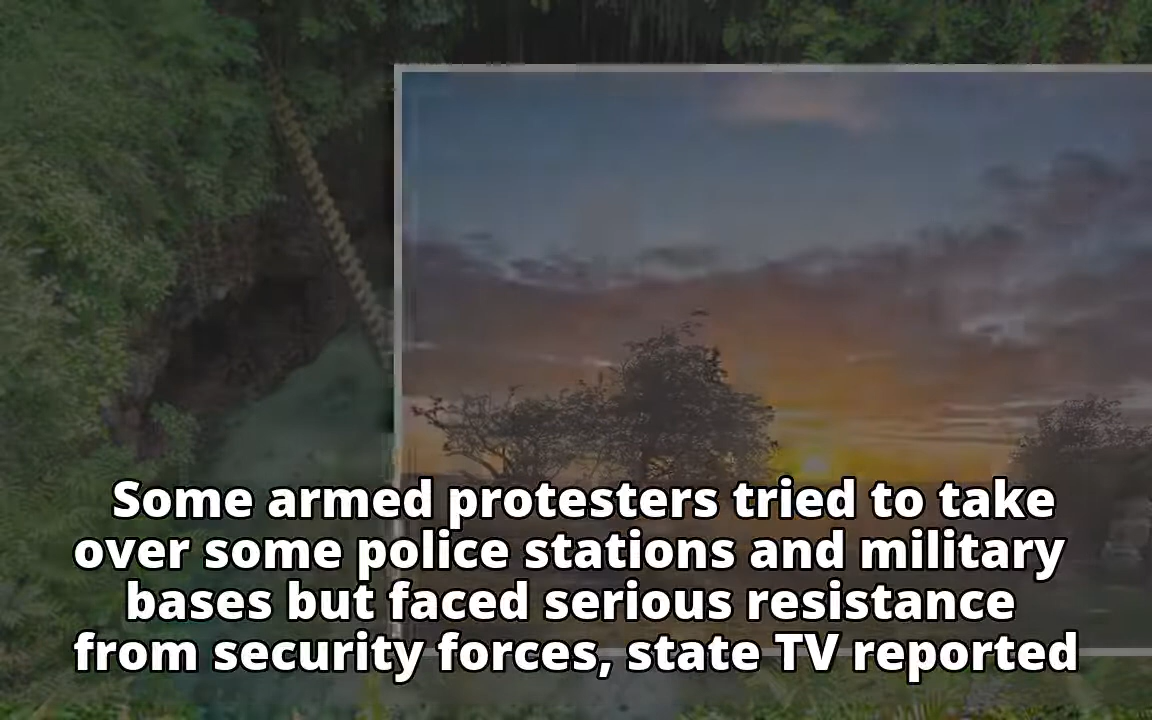 Some armed protesters tried to take
over some police stations and military
bases but faced serious resistance
from security forces, state TV reported